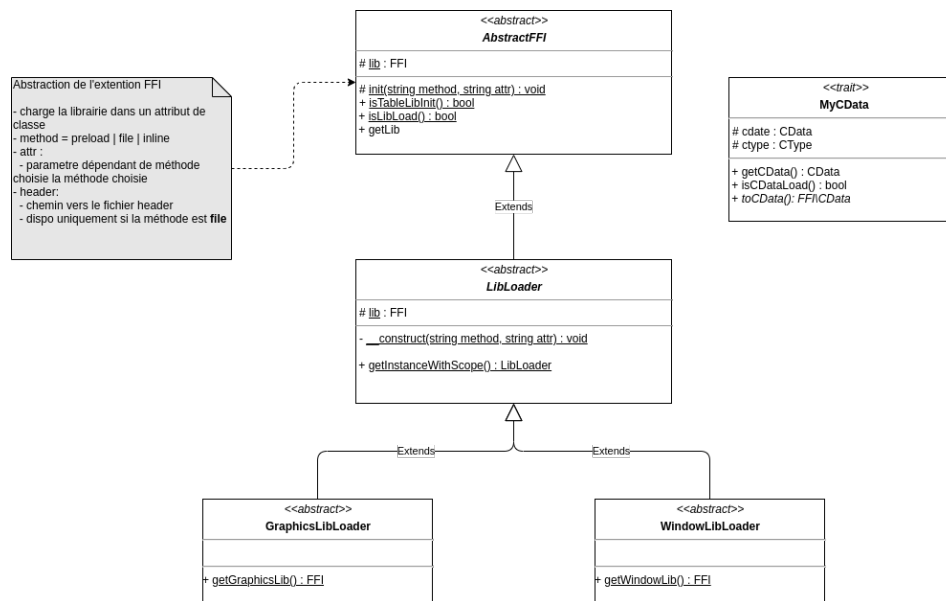 <<abstract>>
AbstractFFI
# lib : FFI
# init(string method, string attr) : void
+ isTableLibInit() : bool
+ isLibLoad() : bool
+ getLib
Abstraction de l'extention FFI
- charge la librairie dans un attribut de
classe
- method = preload | file | inline
- attr :
- parametre dépendant de méthode
choisie la méthode choisie
- header:
- chemin vers le fichier header
- dispo uniquement si la méthode est file
<<trait>>
MyCData
# cdate : CData
# ctype : CType
+ getCData() : CData
+ isCDataLoad() : bool
+ toCData(): FFI\CData
Extends
<<abstract>>
LibLoader
# lib : FFI
- __construct(string method, string attr) : void
+ getInstanceWithScope() : LibLoader
Extends
Extends
<<abstract>>
GraphicsLibLoader
+ getGraphicsLib() : FFI
<<abstract>>
WindowLibLoader
+ getWindowLib() : FFI